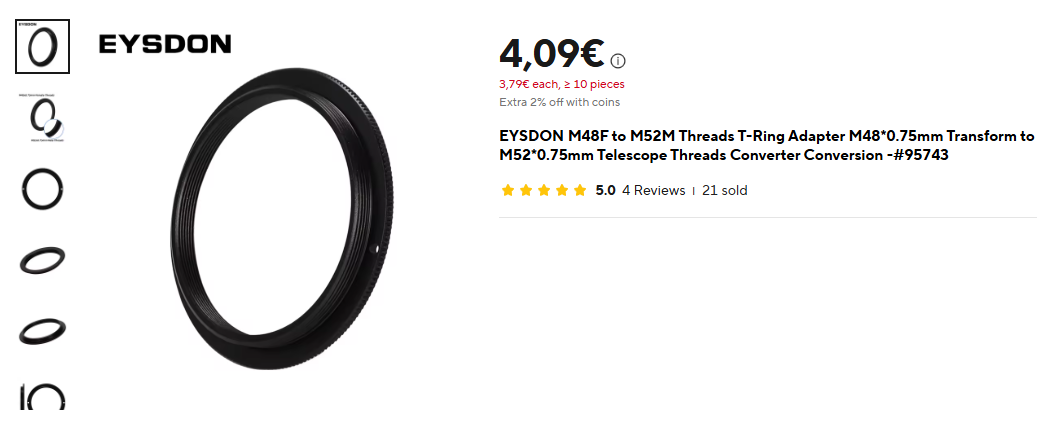 EYSDON
4,09€
3,79€ each, ≥ 10 pieces
Extra 2% off with coins
EYSDON M48F to M52M Threads T-Ring Adapter M48*0.75mm Transform to
M52*0.75mm Telescope Threads Converter Conversion -#95743
5.0 4 Reviews | 21 sold